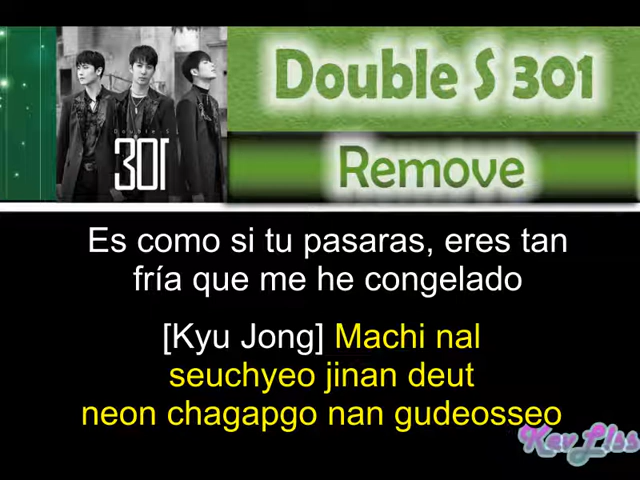 Double S 301
Double-S
301
Remove
Es como si tu pasaras, eres tan
fría que me he congelado
[Kyu Jong] Machi nal
seuchyeo jinan deut
neon chagapgo nan gudeosseo